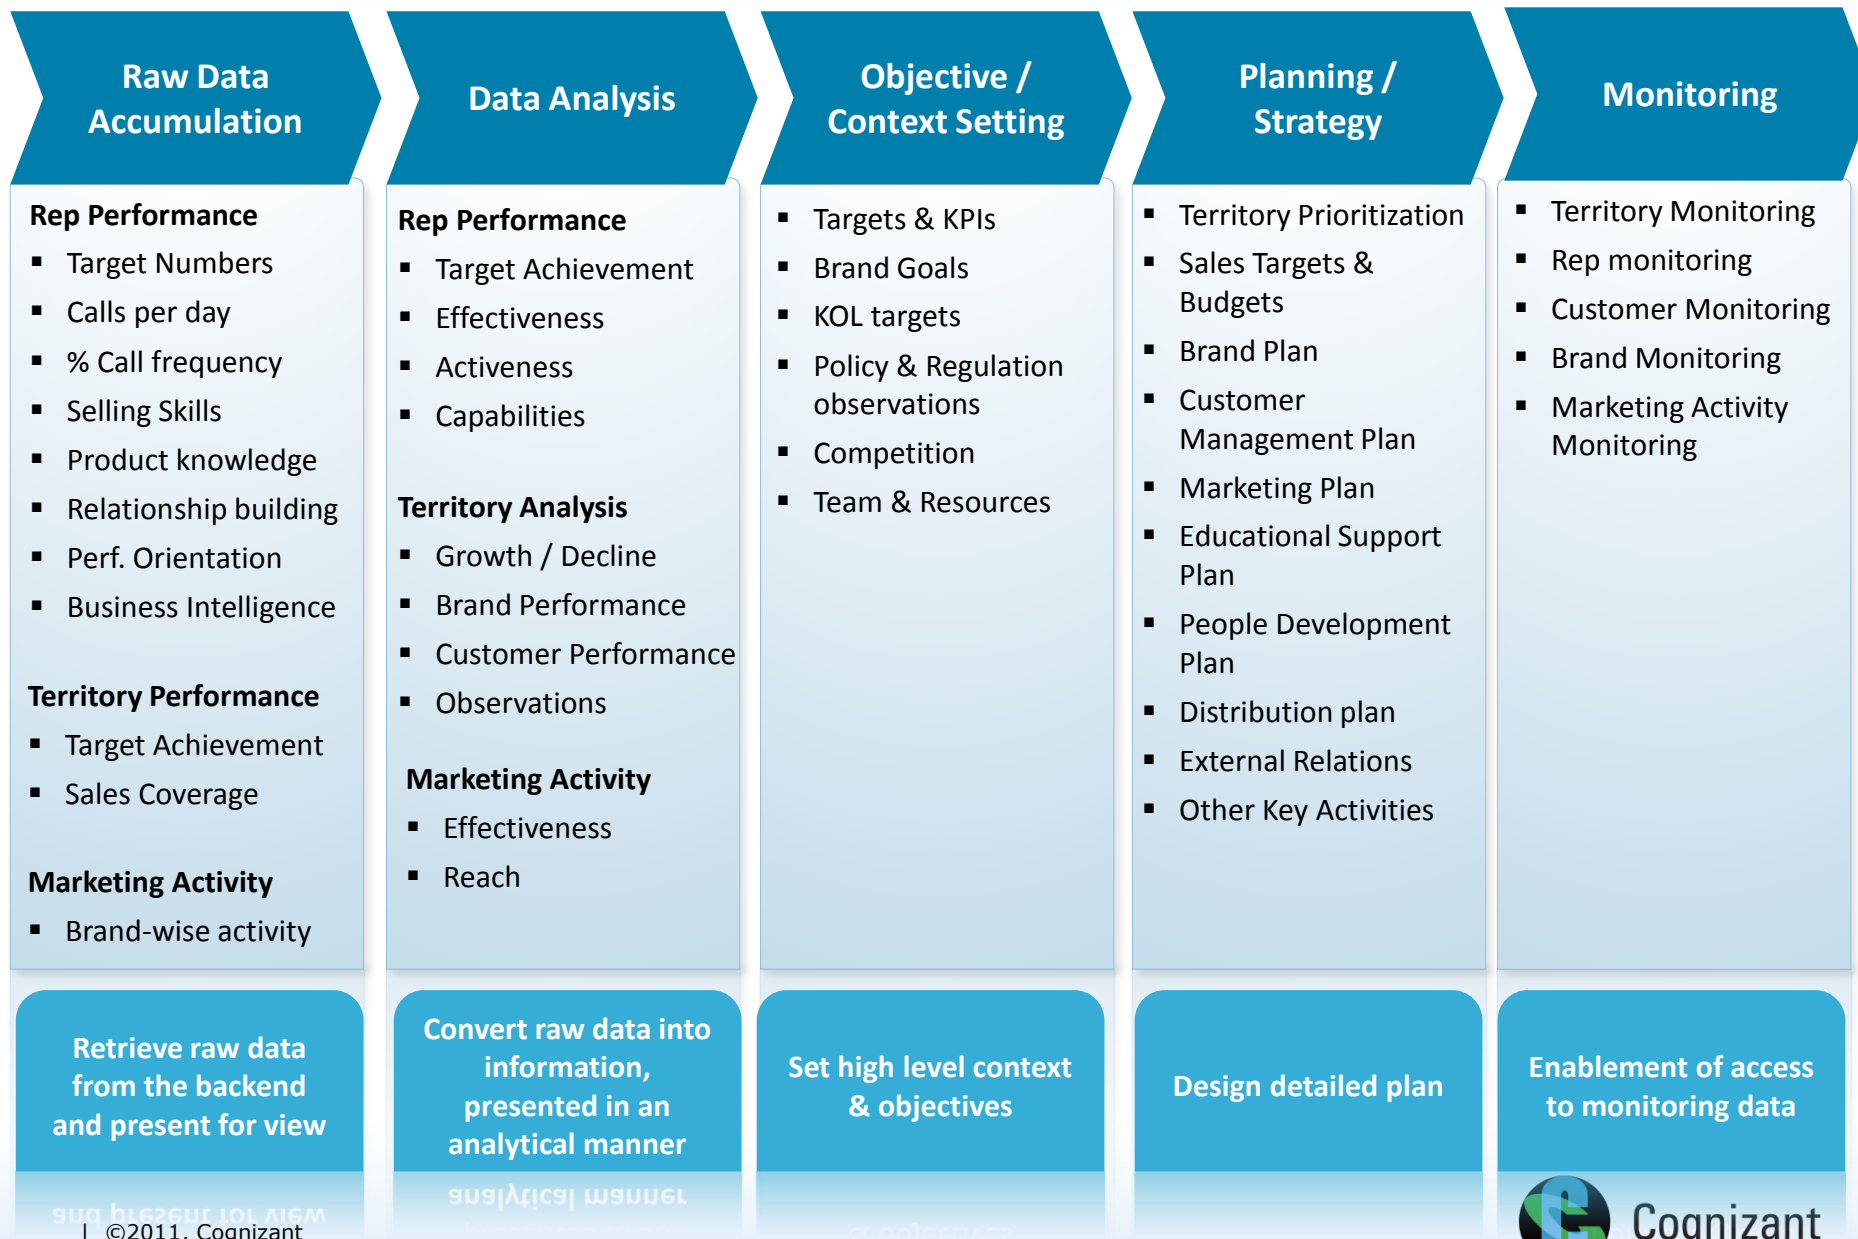 Raw Data
Accumulation
Data Analysis
Objective /
Context Setting
Planning /
Strategy
Monitoring
Rep Performance
▪ Target Numbers
▪ Calls per day
▪ % Call frequency
▪ Selling Skills
▪ Product knowledge
▪ Relationship building
▪ Perf. Orientation
▪ Business Intelligence
Territory Performance
▪ Target Achievement
▪ Sales Coverage
Marketing Activity
▪ Brand-wise activity
Rep Performance
▪ Target Achievement
▪ Effectiveness
▪ Activeness
▪ Capabilities
Territory Analysis
▪ Growth / Decline
▪ Brand Performance
▪ Customer Performance
▪ Observations
Marketing Activity
▪ Effectiveness
▪ Reach
▪ Targets & KPIs
▪ Brand Goals
▪ KOL targets
▪ Policy & Regulation
observations
▪ Competition
▪ Team & Resources
▪ Territory Prioritization
▪ Sales Targets &
Budgets
▪ Brand Plan
▪ Customer
Management Plan
▪ Marketing Plan
▪ Educational Support
Plan
▪ People Development
Plan
▪ Distribution plan
▪ External Relations
▪ Other Key Activities
▪ Territory Monitoring
▪ Rep monitoring
▪ Customer Monitoring
▪ Brand Monitoring
▪ Marketing Activity
Monitoring
Retrieve raw data
from the backend
and present for view
Convert raw data into
information,
presented in an
analytical manner
Set high level context
& objectives
Design detailed plan
Enablement of access
to monitoring data
| ©2011, Cognizant
Cognizant